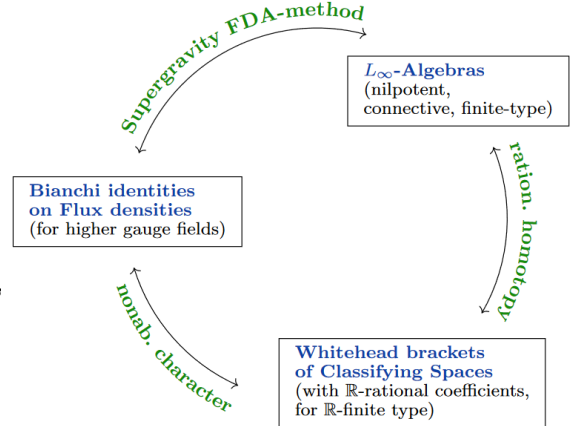 Supergravity FDA-method
L∞-Algebras
(nilpotent,
connective, finite-type)
ration. homotopy
Bianchi identities
on Flux densities
(for higher gauge fields)
nonab. character
Whitehead brackets
of Classifying Spaces
(with ℝ-rational coefficients,
for ℝ-finite type)